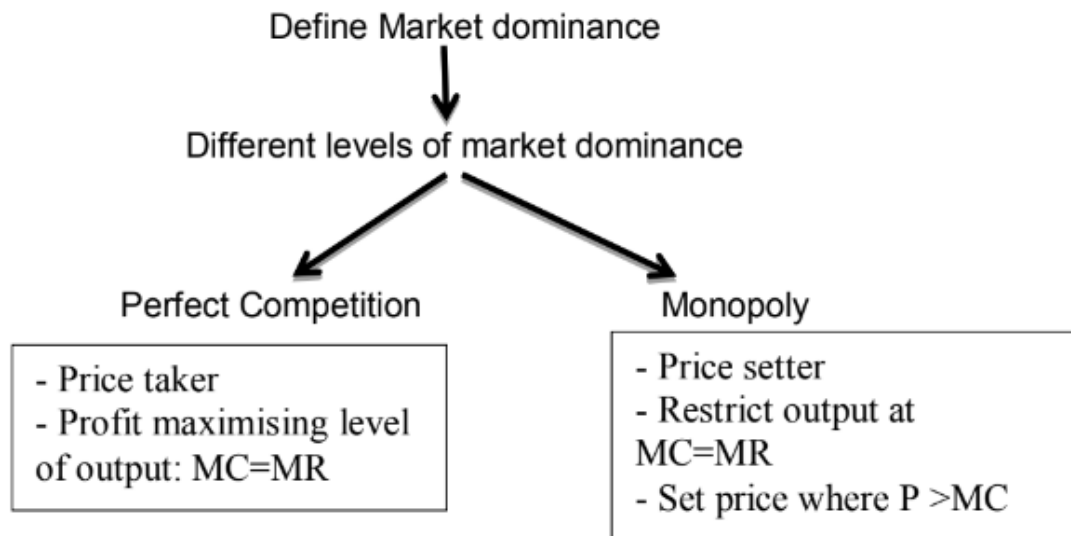 Define Market dominance
Different levels of market dominance
Perfect Competition
- Price taker
- Profit maximising level
of output: MC=MR
Monopoly
- Price setter
- Restrict output at
MC=MR
- Set price where P >MC